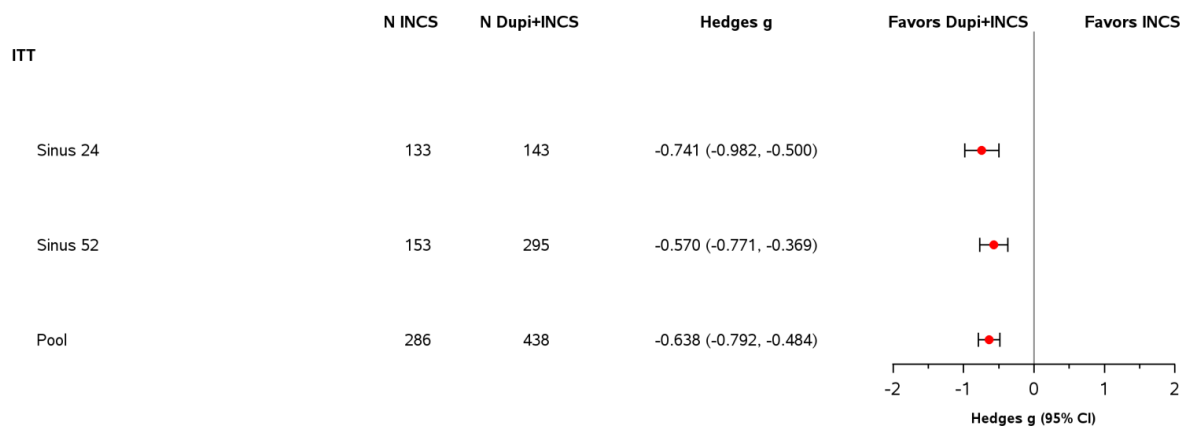 N INCS N Dupi+INCS Hedges g Favors Dupi+INCS Favors INCS
ITT
Sinus 24 133 143 -0.741 (-0.982, -0.500)
Sinus 52 153 295 -0.570 (-0.771, -0.369)
Pool 286 438 -0.638 (-0.792, -0.484)
-2 -1 0 1 2
Hedges g (95% CI)